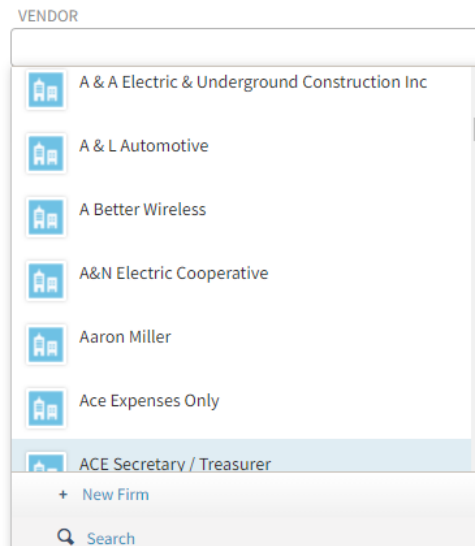 VENDOR
A & A Electric & Underground Construction Inc
A & L Automotive
A Better Wireless
A&N Electric Cooperative
Aaron Miller
Ace Expenses Only
ACE Secretary / Treasurer
+ New Firm
Search